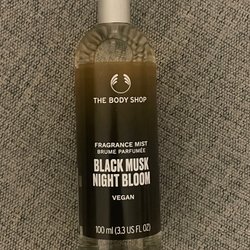 THE BODY SHOP
FRAGRANCE MIST
BRUME PARFUMÉE
BLACK MUSK
NIGHT BLOOM
VEGAN
100 ml (3.3 US FL OZ)